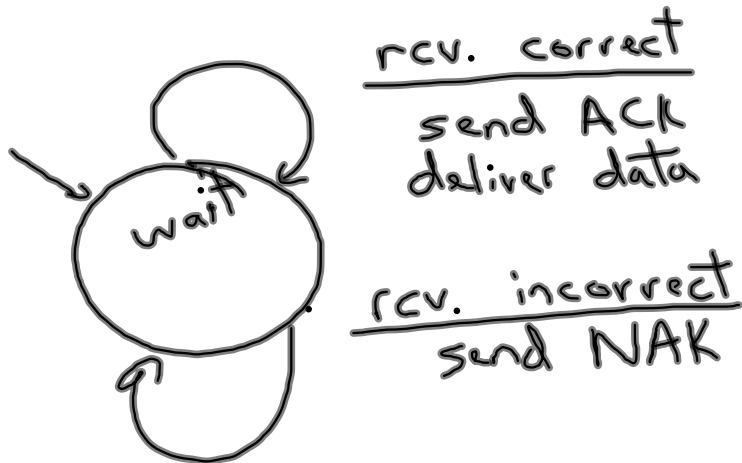 rcv. correct
send ACK
deliver data
wait
rcv. incorrect
send NAK